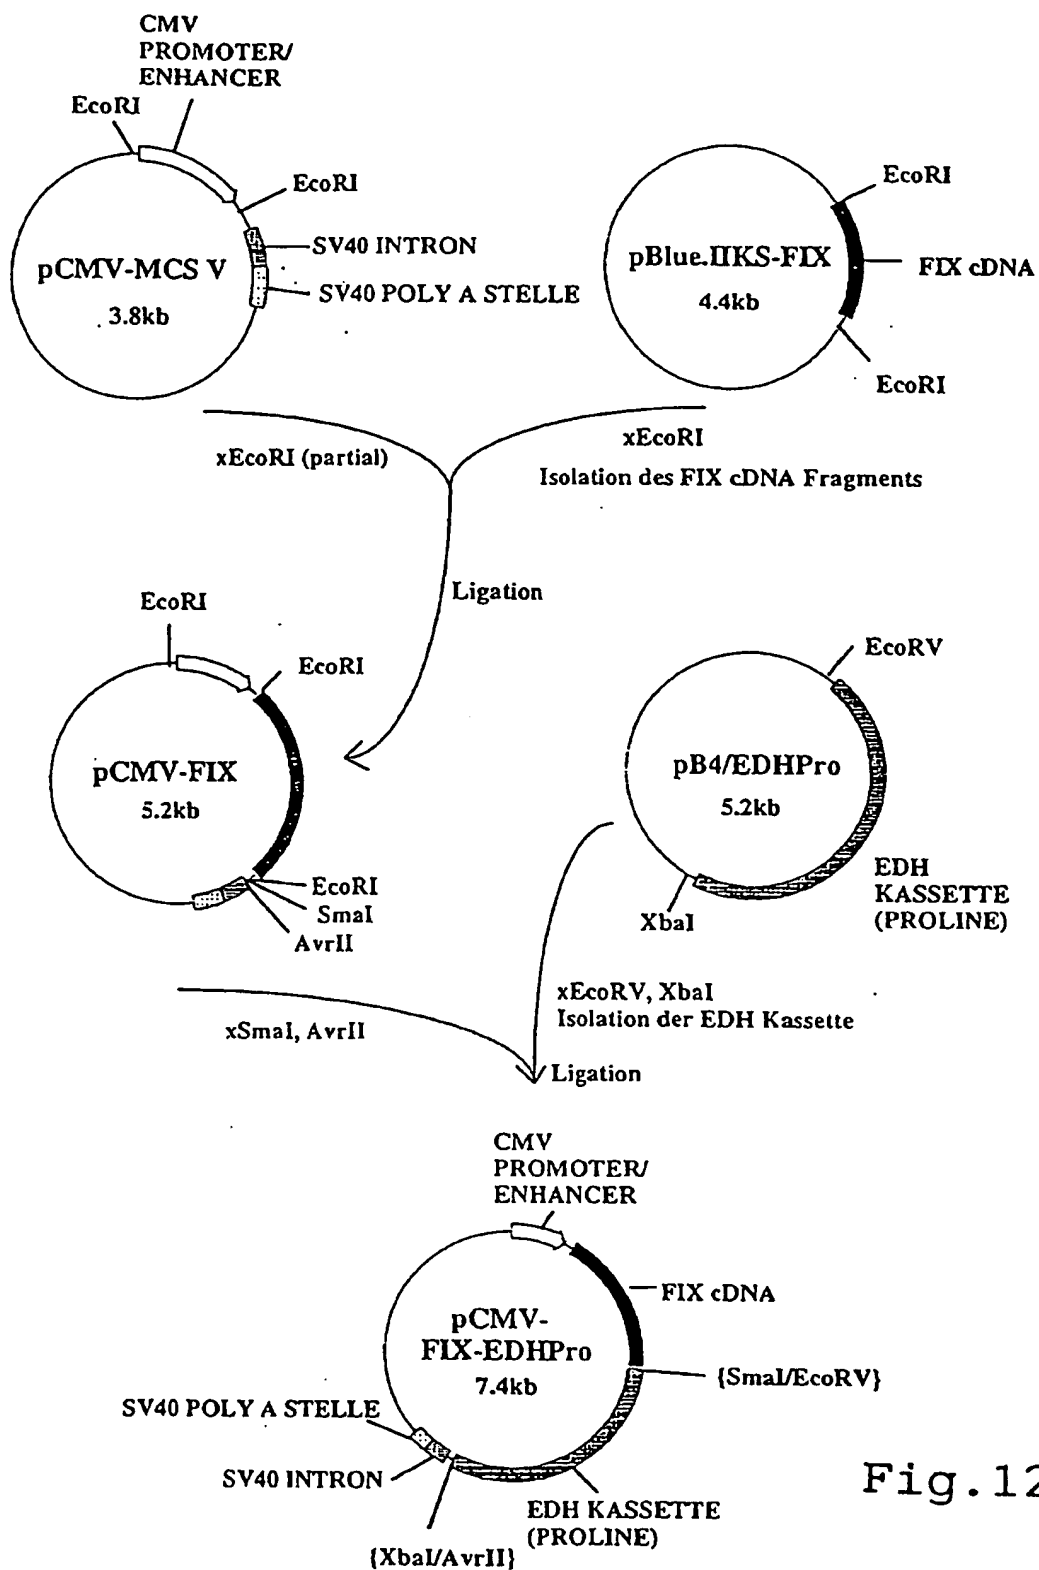 CMV
PROMOTER/
ENHANCER
EcoRI
EcoRI
SV40 INTRON
SV40 POLY A STELLE
pCMV-MCS V
3.8kb
EcoRI
pBlue.IIKS-FIX
4.4kb
FIX cDNA
EcoRI
xEcoRI (partial)
xEcoRI
Isolation des FIX cDNA Fragments
Ligation
EcoRI
EcoRI
pCMV-FIX
5.2kb
EcoRI
SmaI
AvrII
EcoRV
pB4/EDHPro
5.2kb
EDH
KASSETTE
(PROLINE)
XbaI
xSmaI, AvrII
xEcoRV, XbaI
Isolation der EDH Kassette
Ligation
CMV
PROMOTER/
ENHANCER
FIX cDNA
pCMV-
FIX-EDHPro
7.4kb
{SmaI/EcoRV}
SV40 POLY A STELLE
SV40 INTRON
EDH KASSETTE
(PROLINE)
{XbaI/AvrII}
Fig.12